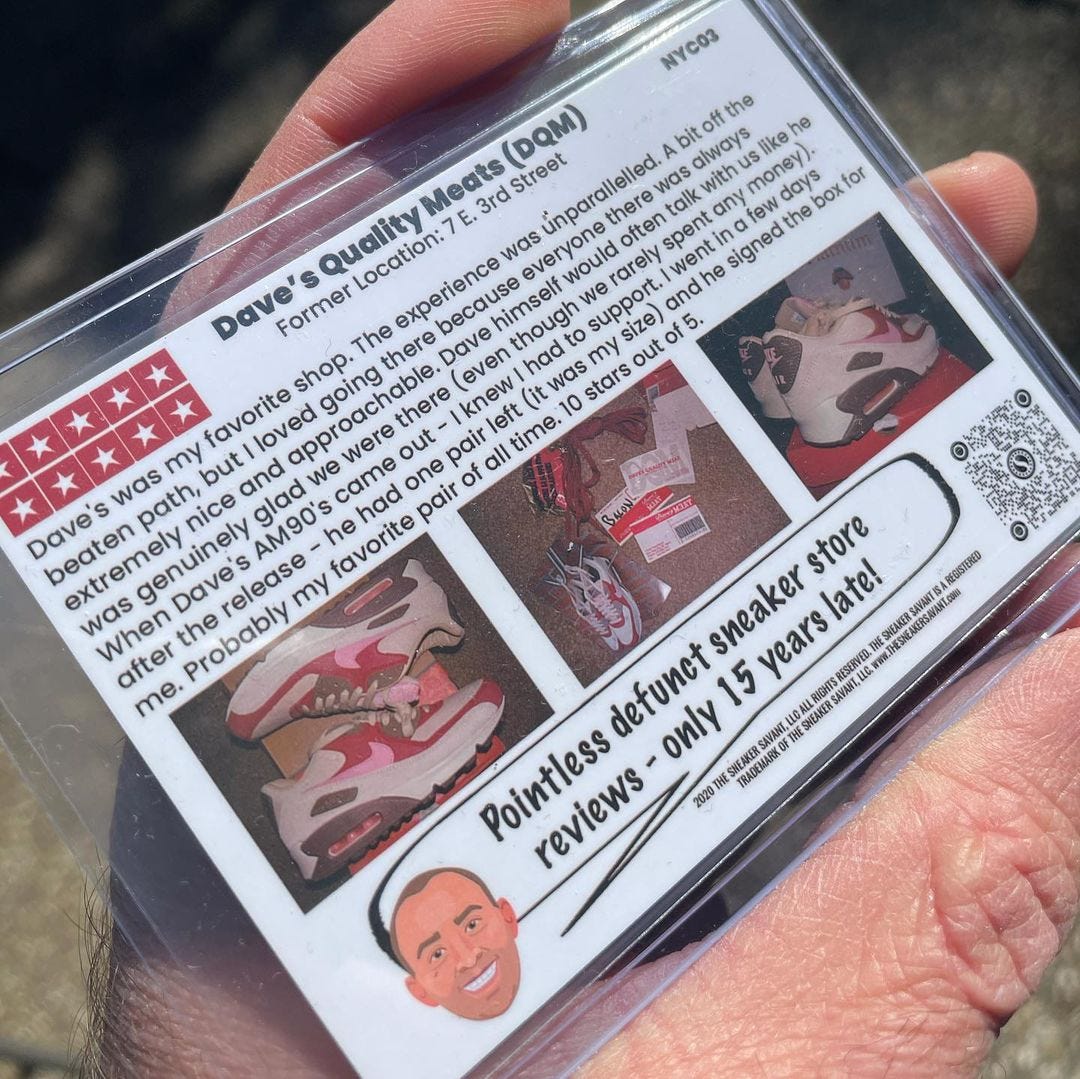 NYC03
Dave's Quality Meats (DQM)
Former Location: 7 E. 3rd Street
Dave's was my favorite shop. The experience was unparallelled. A bit off the
beaten path, but I loved going there because everyone there was always
extremely nice and approachable. Dave himself would often talk with us like he
was genuinely glad we were there (even though we rarely spent any money).
When Dave's AM90's came out - I knew I had to support. I went in a few days
after the release - he had one pair left (it was my size) and he signed the box for
me. Probably my favorite pair of all time. 10 stars out of 5.
Pointless defunct sneaker store
reviews - only 15 years late!
2020 THE SNEAKER SAVANT, LLC ALL RIGHTS RESERVED. THE SNEAKER SAVANT IS A REGISTERED
TRADEMARK OF THE SNEAKER SAVANT, LLC. WWW.THESNEAKERSAVANT.com